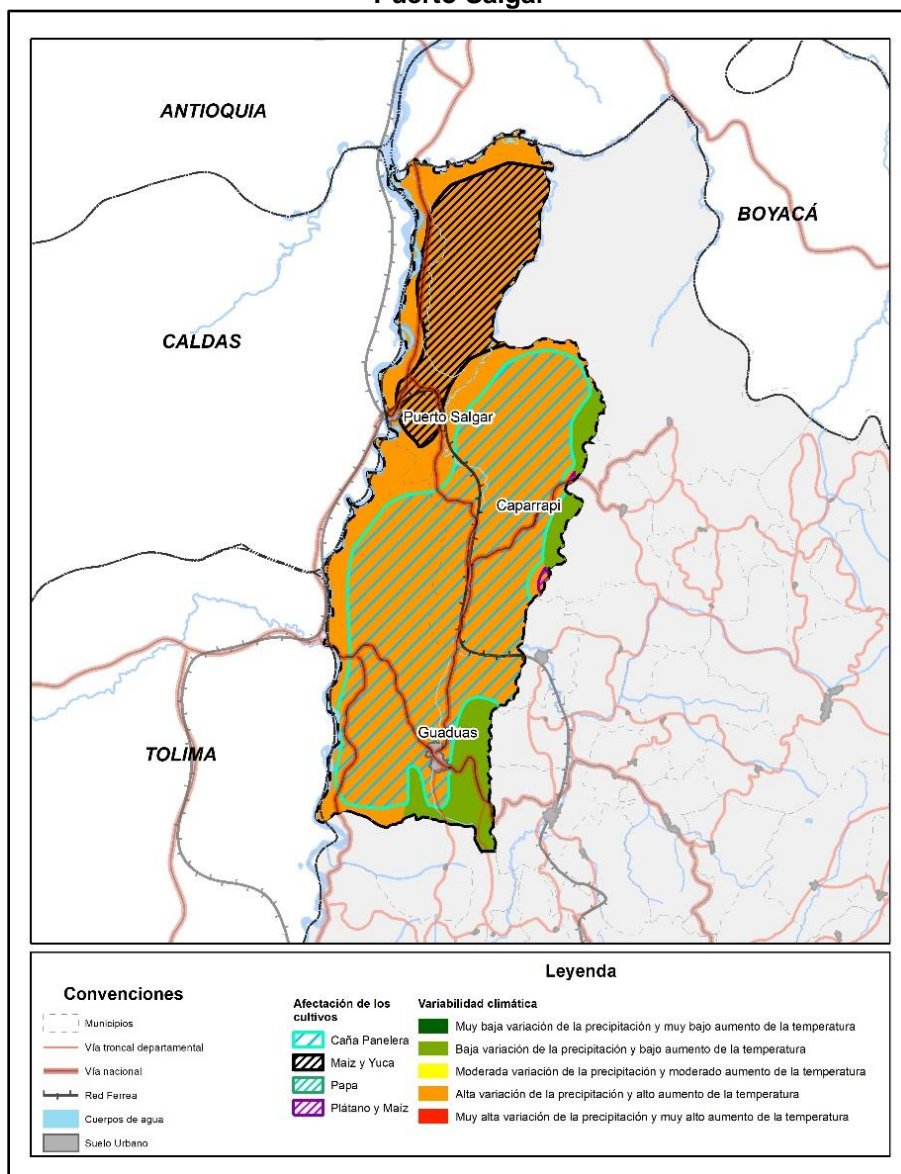 Puerto Salgar
ANTIOQUIA
BOYACÁ
CALDAS
Puerto Salgar
Caparrapi
Guaduas
TOLIMA
Leyenda
Convenciones
Municipios
Vía troncal departamental
Vía nacional
Red Ferrea
Cuerpos de agua
Suelo Urbano
Afectación de los
cultivos
Caña Panelera
Maiz y Yuca
Papa
Plátano y Maíz
Variabilidad climática
Muy baja variación de la precipitación y muy bajo aumento de la temperatura
Baja variación de la precipitación y bajo aumento de la temperatura
Moderada variación de la precipitación y moderado aumento de la temperatura
Alta variación de la precipitación y alto aumento de la temperatura
Muy alta variación de la precipitación y muy alto aumento de la temperatura